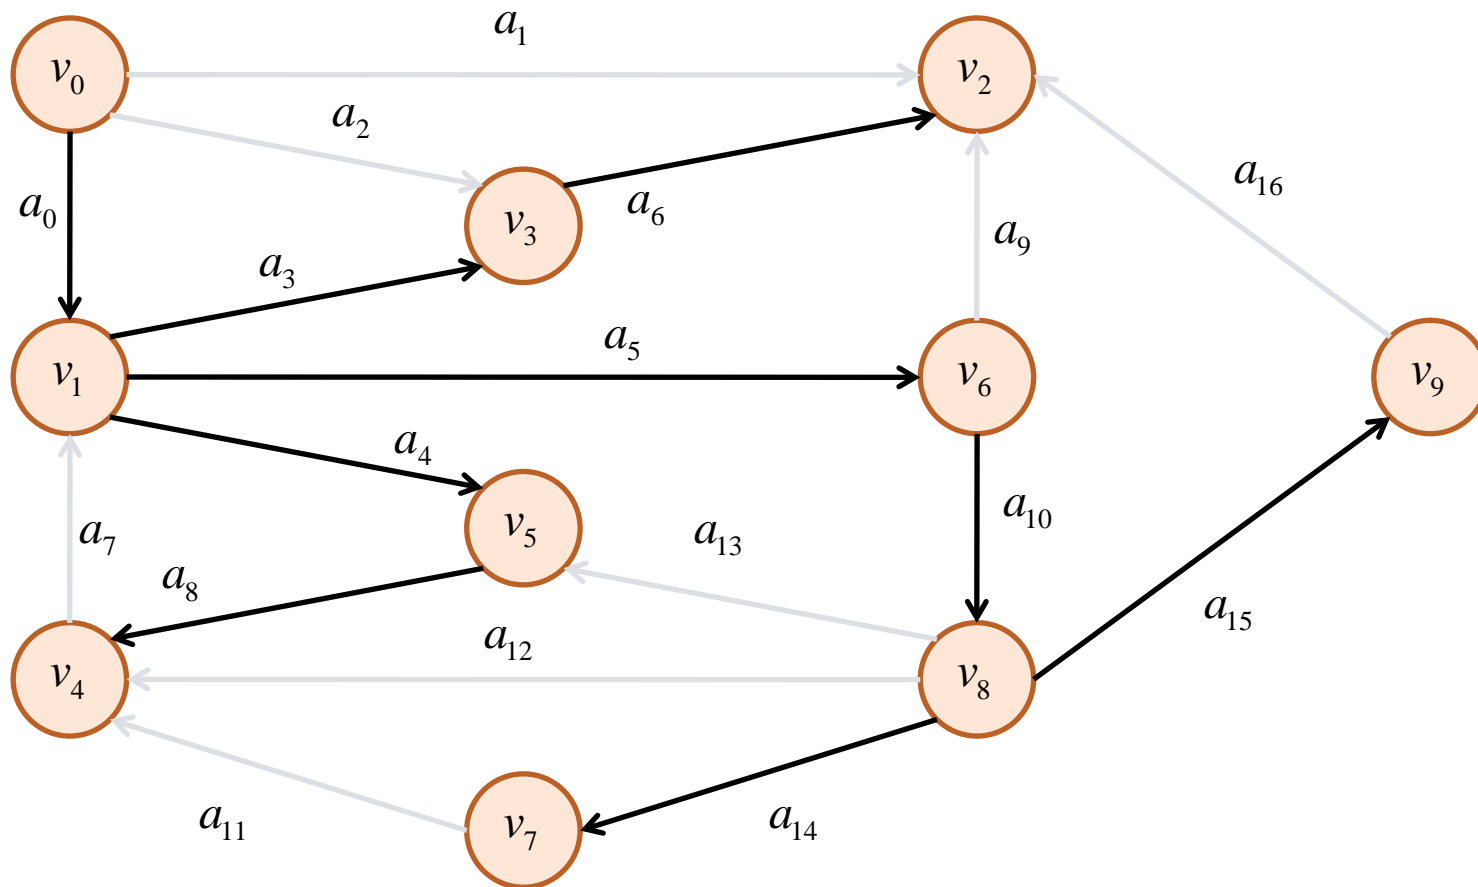 a₁
v₀
v₂
a₂
a₁₆
a₀
v₃
a₆
a₉
a₃
a₅
v₁
v₆
v₉
a₄
a₁₀
v₅
a₁₃
a₇
a₈
a₁₅
a₁₂
v₄
v₈
a₁₁
v₇
a₁₄